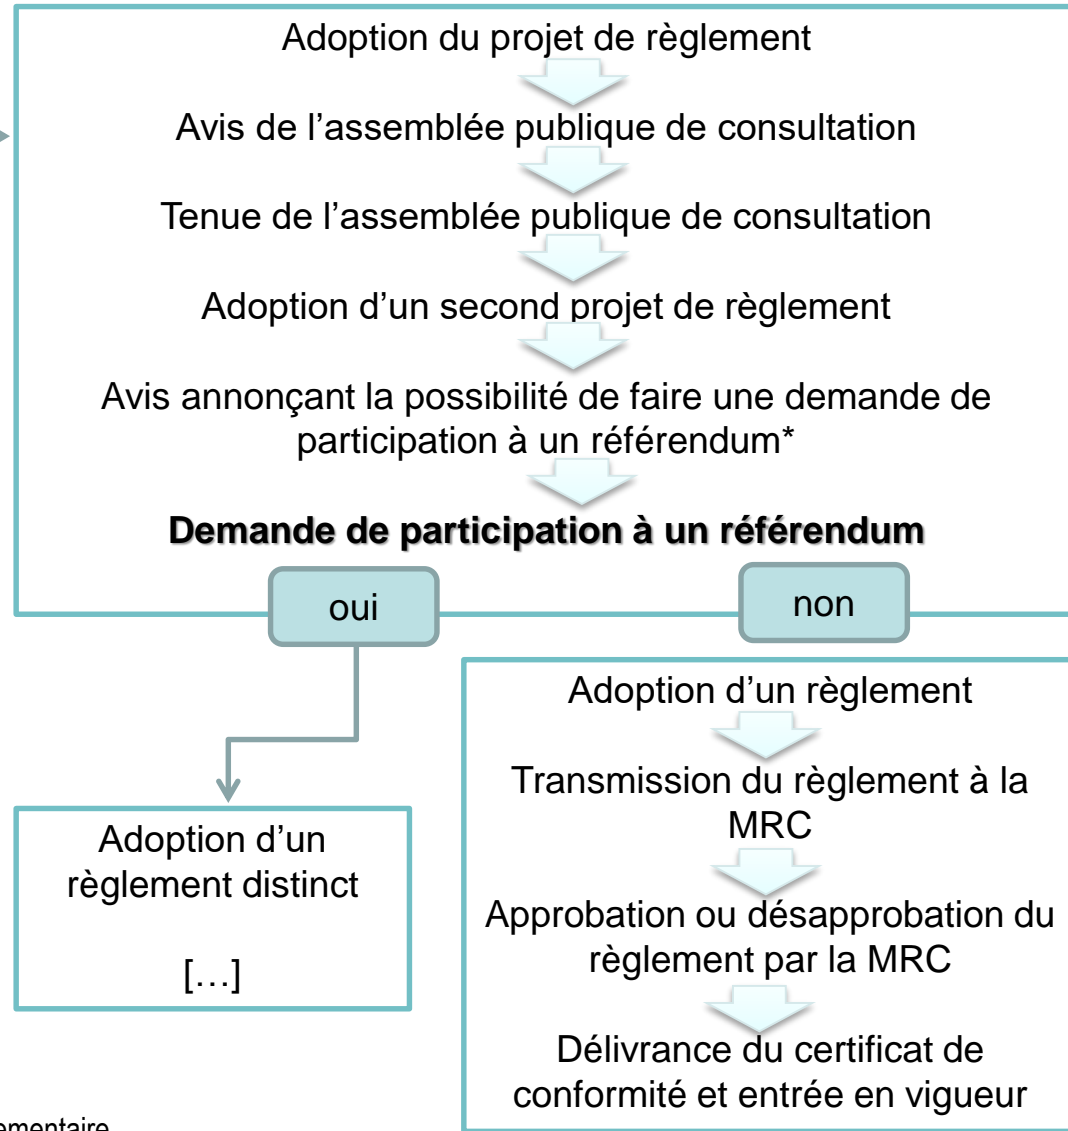 Adoption du projet de règlement
Avis de l’assemblée publique de consultation
Tenue de l’assemblée publique de consultation
Adoption d’un second projet de règlement
Avis annonçant la possibilité de faire une demande de
participation à un référendum*
Demande de participation à un référendum
oui
non
Adoption d’un
règlement distinct
[…]
Adoption d’un règlement
Transmission du règlement à la
MRC
Approbation ou désapprobation du
règlement par la MRC
Délivrance du certificat de
conformité et entrée en vigueur